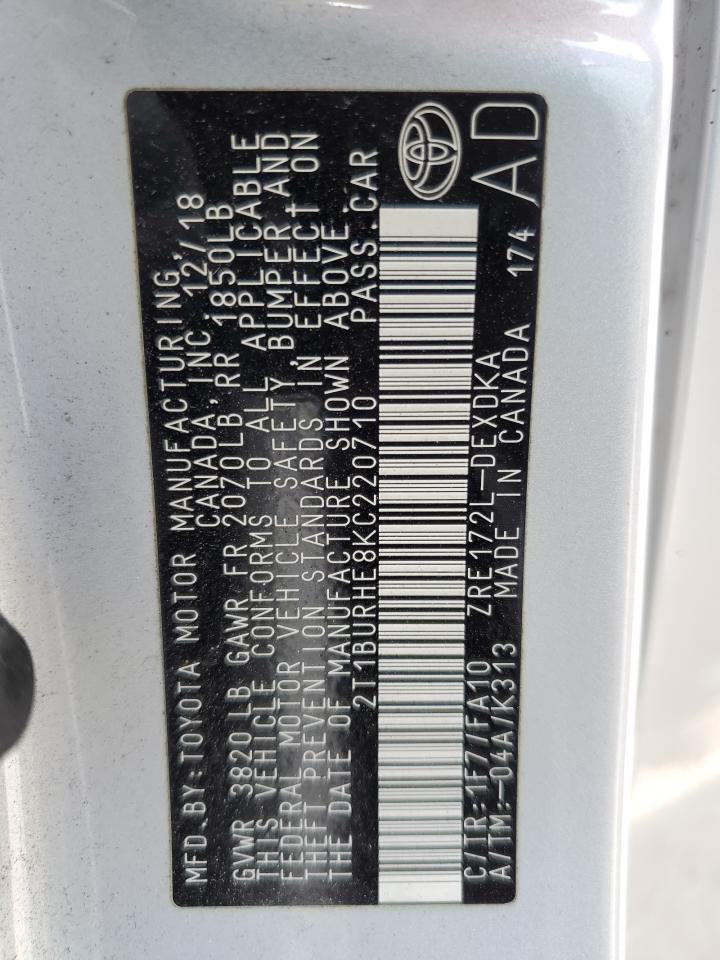 MFD.BY:TOYOTA MOTOR MANUFACTURING,
CANADA,INC. 12/18
GVWR 3820 LB GAWR FR 2070LB,RR 1850LB
THIS VEHICLE CONFORMS TO ALL APPLICABLE
FEDERAL MOTOR VEHICLE SAFETY, BUMPER AND
THEFT PREVENTION STANDARDS IN EFFECT ON
THE DATE OF MANUFACTURE SHOWN ABOVE.
2T1BURHE8KC220710 PASS.CAR
C/TR:1F7/FA10 ZRE172L-DEXDKA
A/TM:-04A/K313 MADE IN CANADA 174
AD